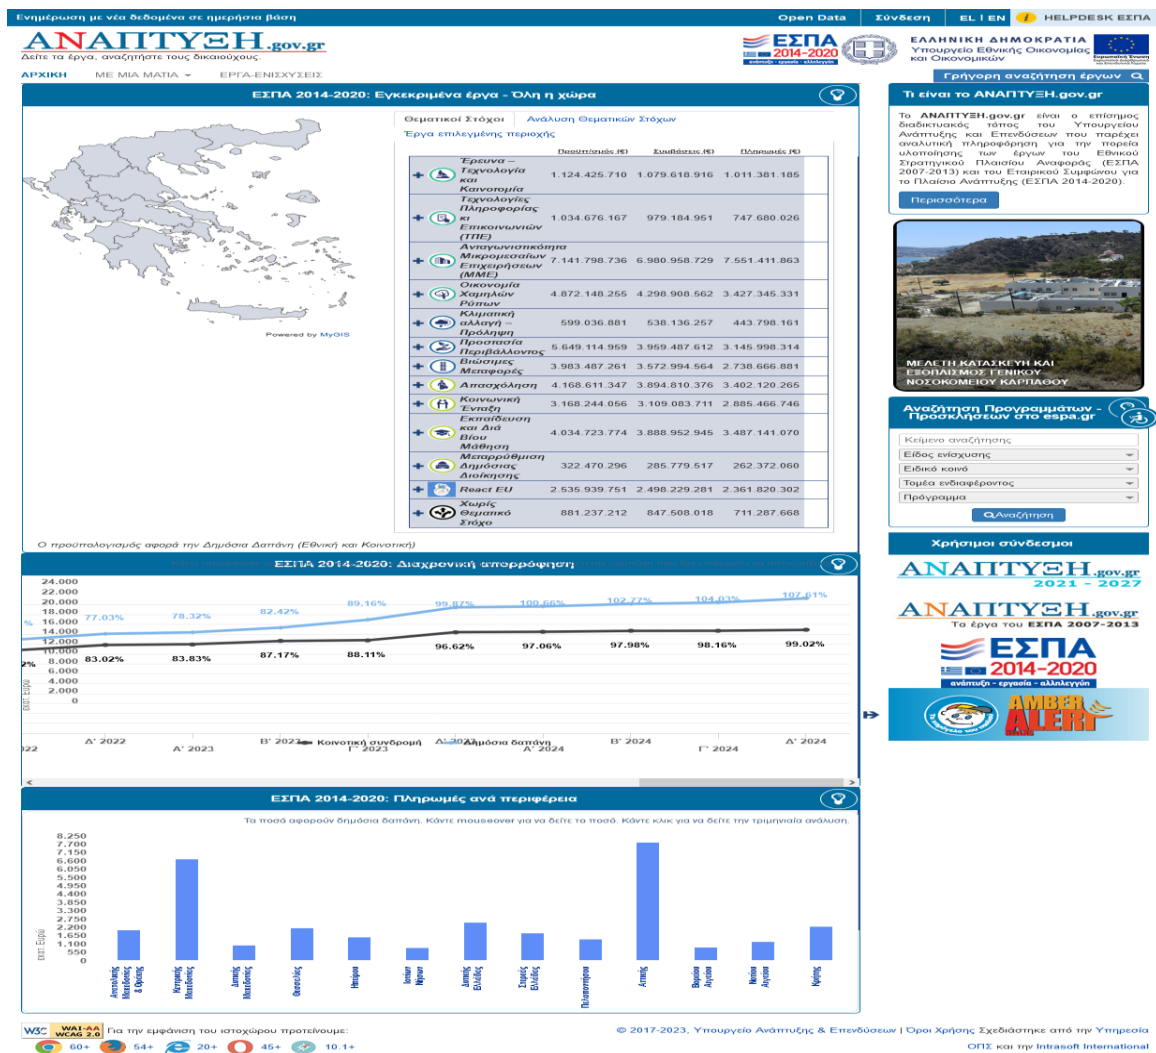 Ενημέρωση με νέα δεδομένα σε ημερήσια βάση
Open Data
Σύνδεση
EL | EN
HELPDESK ΕΣΠΑ
ΑΝΑΠΤΥΞΗ.gov.gr
Δείτε τα έργα, αναζητήστε τους δικαιούχους.
ΕΣΠΑ
2014-2020
ανάπτυξη - εργασία - αλληλεγγύη
ΕΛΛΗΝΙΚΗ ΔΗΜΟΚΡΑΤΙΑ
Υπουργείο Εθνικής Οικονομίας
και Οικονομικών
Ευρωπαϊκή Ένωση
ΑΡΧΙΚΗ
ΜΕ ΜΙΑ ΜΑΤΙΑ
ΕΡΓΑ-ΕΝΙΣΧΥΣΕΙΣ
Γρήγορη αναζήτηση έργων
ΕΣΠΑ 2014-2020: Εγκεκριμένα έργα - Όλη η χώρα
Θεματικοί Στόχοι
Ανάλυση Θεματικών Στόχων
Έργα επιλεγμένης περιοχής
Προϋπ/σμός (€) Συμβάσεις (€) Πληρωμές (€)
Έρευνα –
Τεχνολογία
και
Καινοτομία
1.124.425.710 1.079.618.916 1.011.381.185
Τεχνολογίες
Πληροφορίας
κι
Επικοινωνιών
(ΤΠΕ)
1.034.676.167 979.184.951 747.680.026
Ανταγωνιστικότητα
Μικρομεσαίων
Επιχειρήσεων
(ΜΜΕ)
7.141.798.736 6.980.958.729 7.551.411.863
Οικονομία
Χαμηλών
Ρύπων
4.872.148.255 4.298.908.562 3.427.345.331
Κλιματική
αλλαγή –
Πρόληψη
599.036.881 538.136.257 443.798.161
Προστασία
Περιβάλλοντος
5.649.114.959 3.959.487.612 3.145.998.314
Βιώσιμες
Μεταφορές
3.983.487.261 3.572.994.564 2.738.666.881
Απασχόληση 4.168.611.347 3.894.810.376 3.402.120.265
Κοινωνική
Ένταξη
3.168.244.056 3.109.083.711 2.885.466.746
Εκπαίδευση
και Διά
Βίου
Μάθηση
4.034.723.774 3.888.952.945 3.487.141.070
Μεταρρύθμιση
Δημόσιας
Διοίκησης
322.470.296 285.779.517 262.372.060
React EU 2.535.939.751 2.498.229.281 2.361.820.302
Χωρίς
Θεματικό
Στόχο
881.237.212 847.508.018 711.287.668
Powered by MyGIS
Ο προϋπολογισμός αφορά την Δημόσια Δαπάνη (Εθνική και Κοινοτική)
Τι είναι το ΑΝΑΠΤΥΞΗ.gov.gr
Το ΑΝΑΠΤΥΞΗ.gov.gr είναι ο επίσημος
διαδικτυακός τόπος του Υπουργείου
Ανάπτυξης και Επενδύσεων που παρέχει
αναλυτική πληροφόρηση για την πορεία
υλοποίησης των έργων του Εθνικού
Στρατηγικού Πλαισίου Αναφοράς (ΕΣΠΑ
2007-2013) και του Εταιρικού Συμφώνου για
το Πλαίσιο Ανάπτυξης (ΕΣΠΑ 2014-2020).
Περισσότερα
ΜΕΛΕΤΗ ΚΑΤΑΣΚΕΥΗ ΚΑΙ
ΕΞΟΠΛΙΣΜΟΣ ΓΕΝΙΚΟΥ
ΝΟΣΟΚΟΜΕΙΟΥ ΚΑΡΠΑΘΟΥ
Αναζήτηση Προγραμμάτων -
Προσκλήσεων στο espa.gr
Κείμενο αναζήτησης
Είδος ενίσχυσης
Ειδικό κοινό
Τομέα ενδιαφέροντος
Πρόγραμμα
Αναζήτηση
Χρήσιμοι σύνδεσμοι
ΑΝΑΠΤΥΞΗ.gov.gr
2021 - 2027
ΑΝΑΠΤΥΞΗ.gov.gr
Τα έργα του ΕΣΠΑ 2007-2013
ΕΣΠΑ
2014-2020
ανάπτυξη - εργασία - αλληλεγγύη
AMBER
ALERT
ΕΣΠΑ 2014-2020: Διαχρονική απορρόφηση
24.000
22.000
20.000
18.000
16.000
14.000
12.000
10.000
8.000
6.000
4.000
2.000
0
εκατ. Ευρώ
% 77.03% 78.32% 82.42% 89.16% 99.87% 100.66% 102.77% 104.03% 107.61%
2% 83.02% 83.83% 87.17% 88.11% 96.62% 97.06% 97.98% 98.16% 99.02%
022 Δ' 2022 Α' 2023 Β' 2023 Γ' 2023 Δ' 2023 Α' 2024 Β' 2024 Γ' 2024 Δ' 2024
Κοινοτική συνδρομή
Δημόσια δαπάνη
ΕΣΠΑ 2014-2020: Πληρωμές ανά περιφέρεια
Τα ποσά αφορούν δημόσια δαπάνη. Κάντε mouseover για να δείτε το ποσό. Κάντε κλικ για να δείτε την τριμηνιαία ανάλυση.
8.250
7.700
7.150
6.600
6.050
5.500
4.950
4.400
3.850
3.300
2.750
2.200
1.650
1.100
550
0
εκατ. Ευρώ
Ανατολικής
Μακεδονίας
& Θράκης
Κεντρικής
Μακεδονίας
Δυτικής
Μακεδονίας
Θεσσαλίας
Ηπείρου
Ιονίων
Νήσων
Δυτικής
Ελλάδος
Στερεάς
Ελλάδος
Πελοποννήσου
Αττικής
Βορείου
Αιγαίου
Νοτίου
Αιγαίου
Κρήτης
W3C WAI-AA
WCAG 2.0
Για την εμφάνιση του ιστοχώρου προτείνουμε:
60+ 54+ 20+ 45+ 10.1+
© 2017-2023, Υπουργείο Ανάπτυξης & Επενδύσεων | Όροι Χρήσης Σχεδιάστηκε από την Υπηρεσία
ΟΠΣ και την Intrasoft International